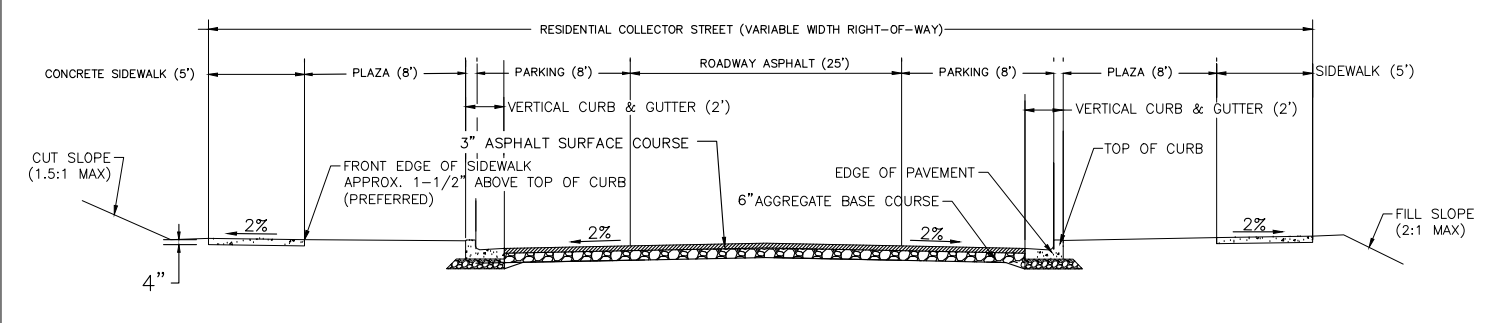 RESIDENTIAL COLLECTOR STREET (VARIABLE WIDTH RIGHT-OF-WAY)
CONCRETE SIDEWALK (5')
PLAZA (8')
PARKING (8')
ROADWAY ASPHALT (25')
PARKING (8')
PLAZA (8')
SIDEWALK (5')
VERTICAL CURB & GUTTER (2')
VERTICAL CURB & GUTTER (2')
3" ASPHALT SURFACE COURSE
TOP OF CURB
CUT SLOPE
(1.5:1 MAX)
FRONT EDGE OF SIDEWALK
APPROX. 1-1/2" ABOVE TOP OF CURB
(PREFERRED)
EDGE OF PAVEMENT
6" AGGREGATE BASE COURSE
FILL SLOPE
(2:1 MAX)
2%
2%
2%
2%
4"